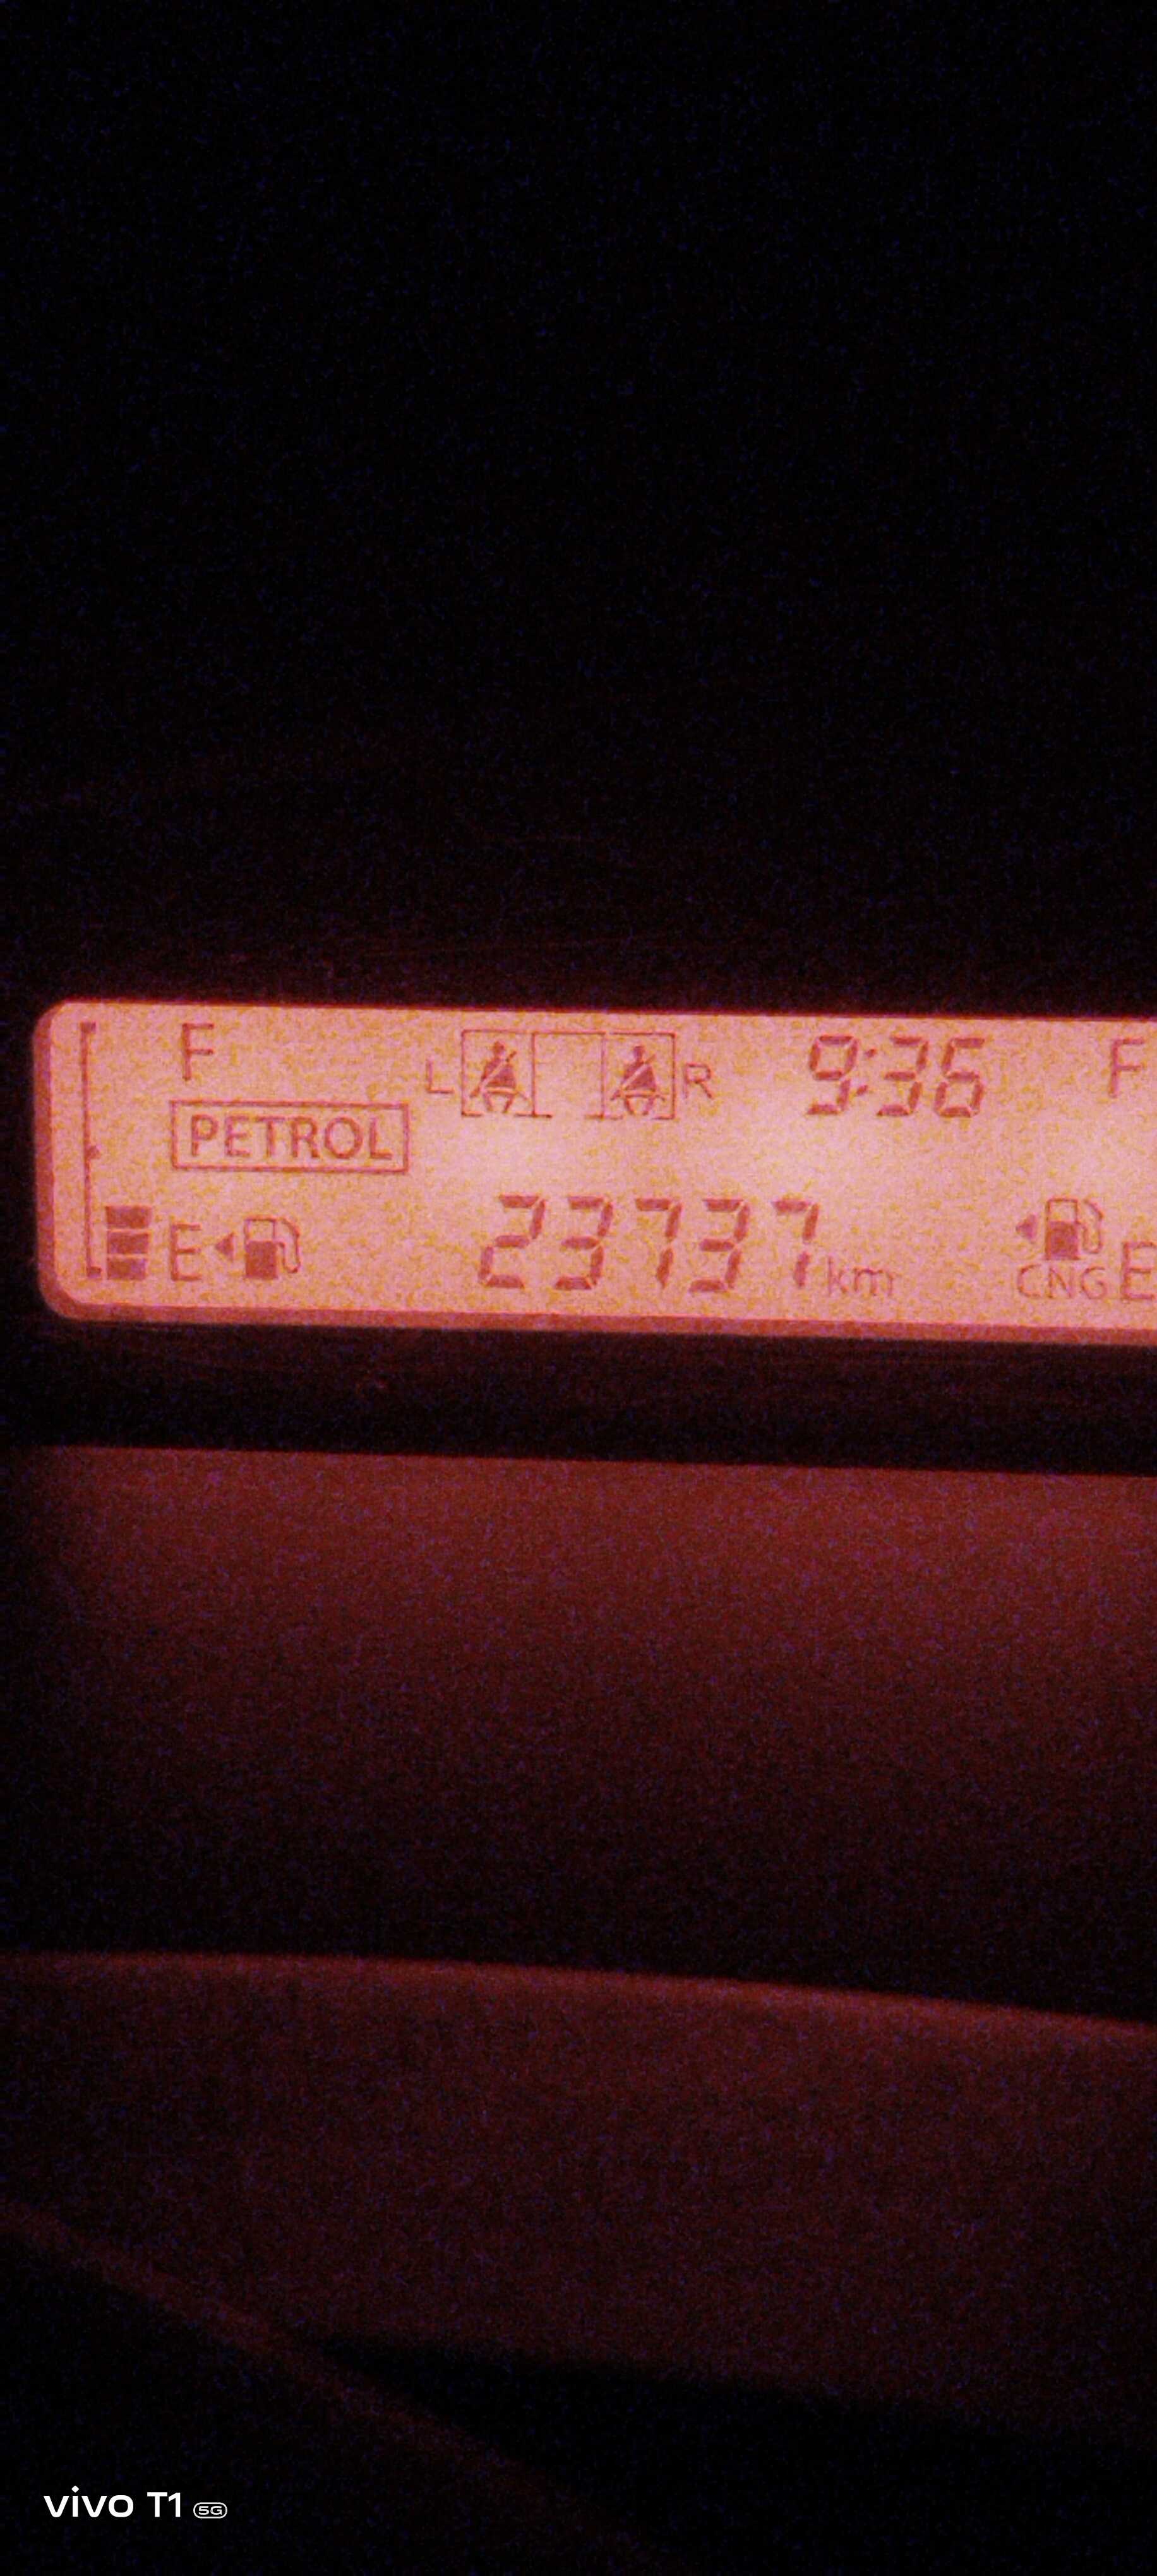 F L R 9:36 F
PETROL
E 23737 km CNG E
vivo T1 5G